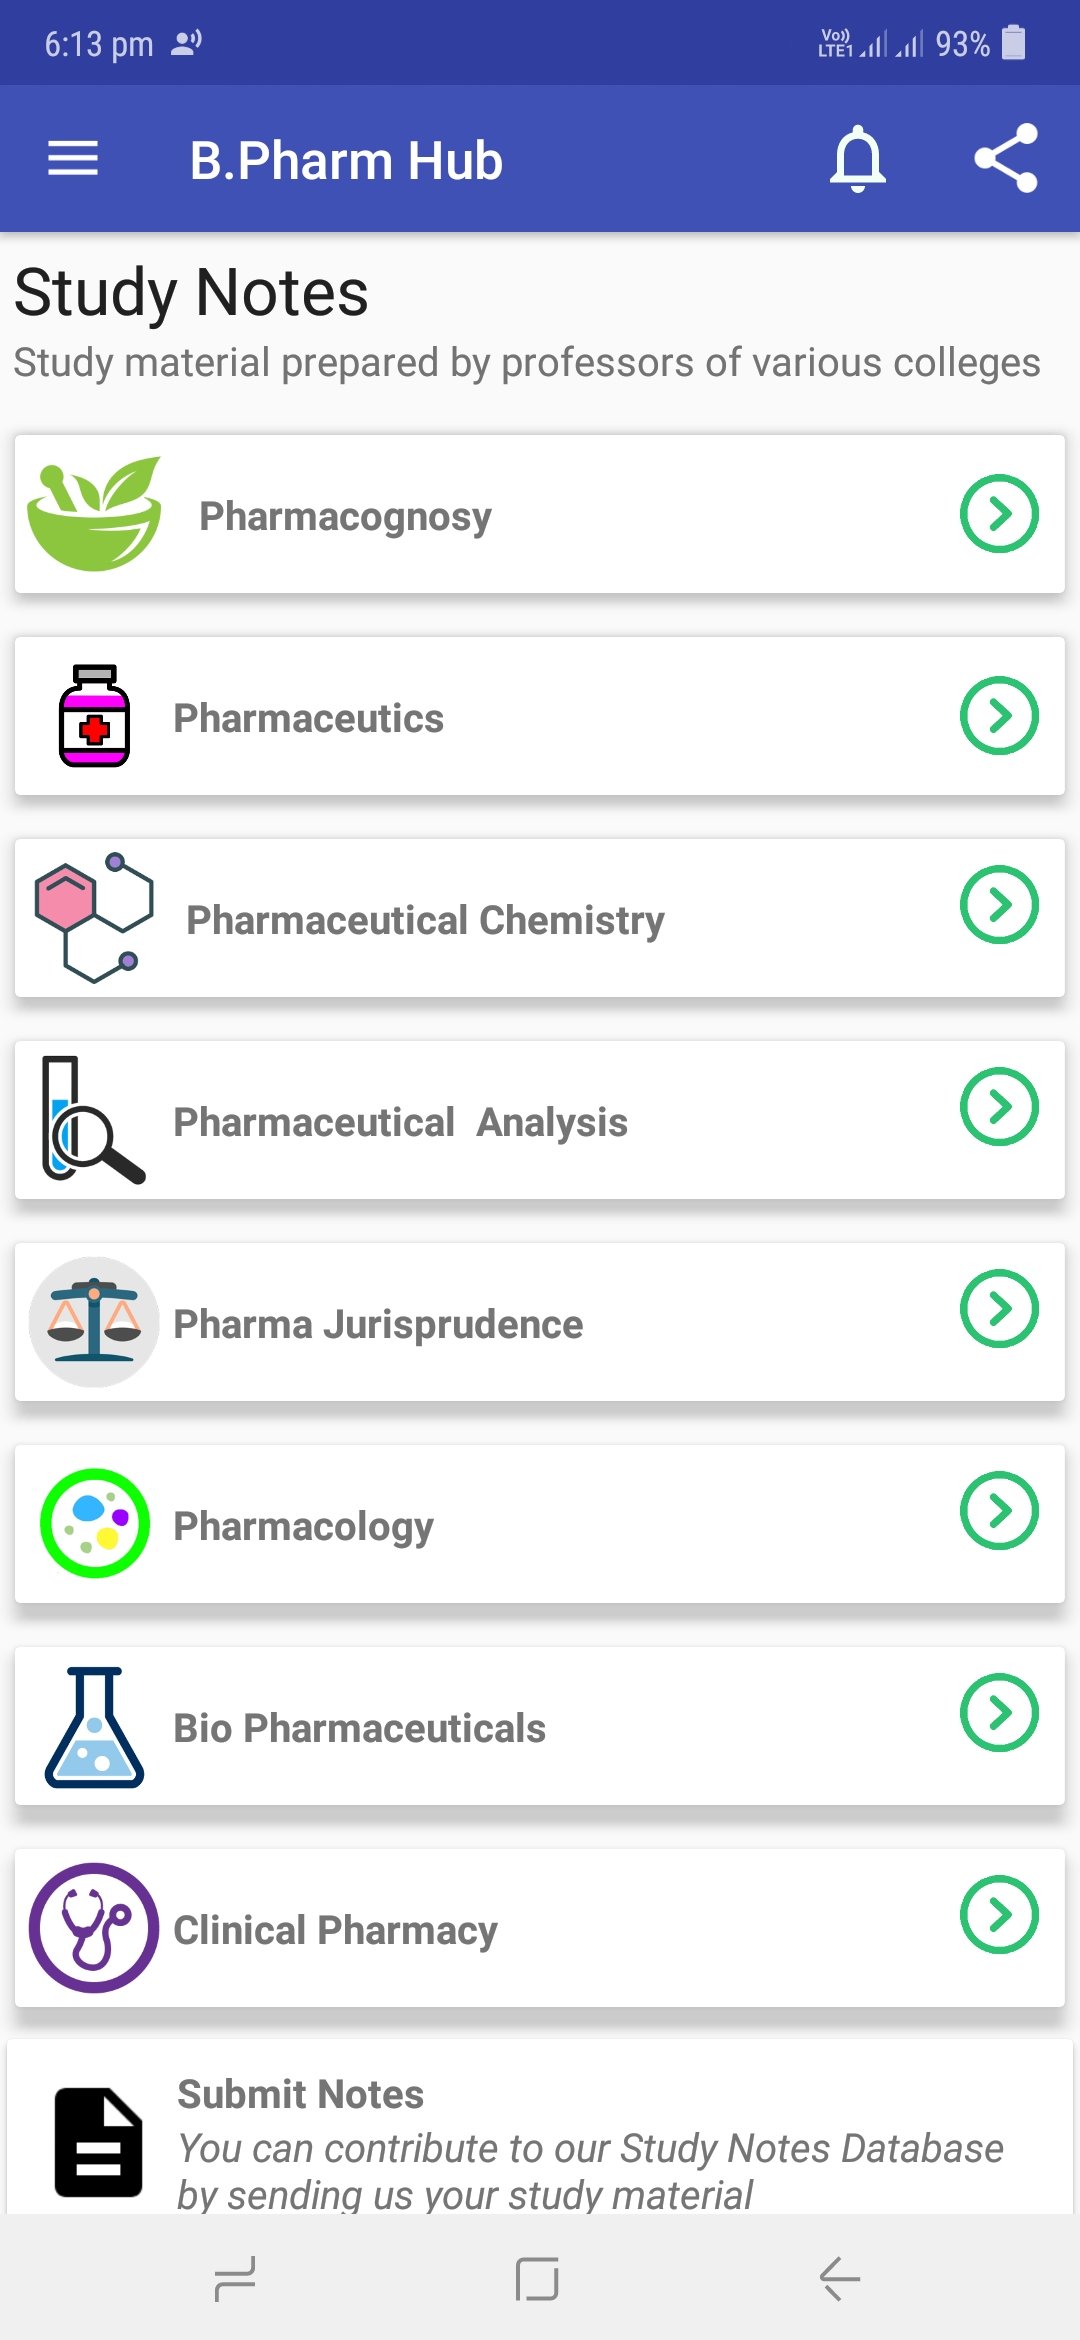 6:13 pm
Vo)) LTE1 93%
B.Pharm Hub
Study Notes
Study material prepared by professors of various colleges
Pharmacognosy
Pharmaceutics
Pharmaceutical Chemistry
Pharmaceutical  Analysis
Pharma Jurisprudence
Pharmacology
Bio Pharmaceuticals
Clinical Pharmacy
Submit Notes
You can contribute to our Study Notes Database
by sending us your study material